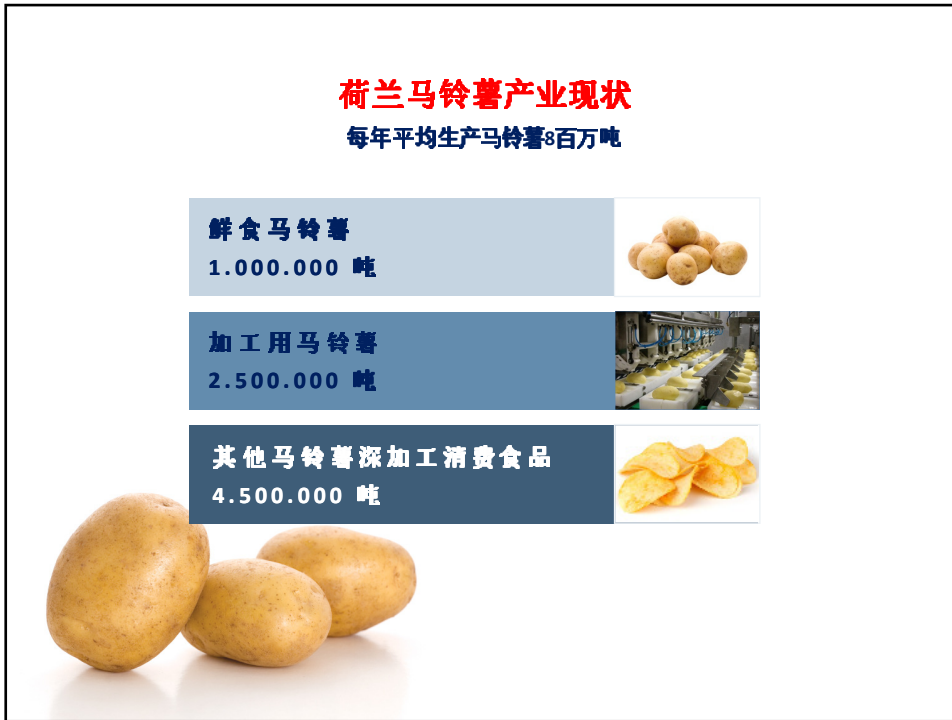 荷兰马铃薯产业现状
每年平均生产马铃薯8百万吨
鲜食马铃薯
1.000.000 吨
加工用马铃薯
2.500.000 吨
其他马铃薯深加工消费食品
4.500.000 吨